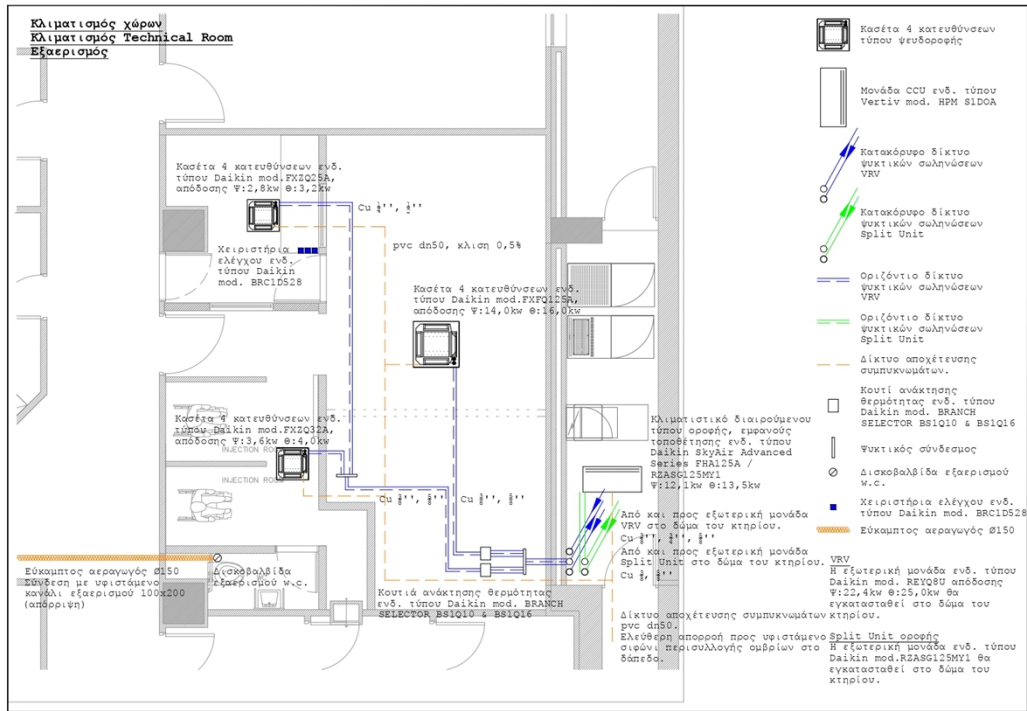 Κλιματισμός χώρων
Κλιματισμός Technical Room
Εξαερισμός
Κασέτα 4 κατευθύνσεων ενδ.
τύπου Daikin mod.FXZQ25A,
απόδοσης Ψ:2,8kw Θ:3,2kw
Cu ¼'', ½''
Χειριστήρια
ελέγχου ενδ.
τύπου Daikin
mod. BRC1D528
pvc dn50, κλιση 0,5%
Κασέτα 4 κατευθύνσεων ενδ.
τύπου Daikin mod.FXFQ125A,
απόδοσης Ψ:14,0kw Θ:16,0kw
Κασέτα 4 κατευθύνσεων ενδ.
τύπου Daikin mod.FXZQ32A,
απόδοσης Ψ:3,6kw Θ:4,0kw
INJECTION ROOM
INJECTION ROOM
Κλιματιστικό διαιρούμενου
τύπου οροφής, εμφανούς
τοποθέτησης ενδ. τύπου
Daikin SkyAir Advanced
Series FHA125A /
RZASG125MY1
Ψ:12,1kw Θ:13,5kw
Cu
Cu
Από και προς εξωτερική μονάδα
VRV στο δώμα του κτηρίου.
Cu
Από και προς εξωτερική μονάδα
Split Unit στο δώμα του κτηρίου.
Cu
Εύκαμπτος αεραγωγός Ø150
Σύνδεση με υφιστάμενο
κανάλι εξαερισμού 100x200
(απόρριψη)
Δισκοβαλβίδα
εξαερισμού w.c.
Κουτιά ανάκτησης θερμότητας
ενδ. τύπου Daikin mod. BRANCH
SELECTOR BS1Q10 & BS1Q16
Δίκτυο αποχέτευσης συμπυκνωμάτων
pvc dn50.
Ελεύθερη απορροή προς υφιστάμενο
σιφώνι περισυλλογής ομβρίων στο
δάπεδο.
Κασέτα 4 κατευθύνσεων
τύπου ψευδοροφής
Μονάδα CCU ενδ. τύπου
Vertiv mod. HPM S1DOA
Κατακόρυφο δίκτυο
ψυκτικών σωληνώσεων
VRV
Κατακόρυφο δίκτυο
ψυκτικών σωληνώσεων
Split Unit
Οριζόντιο δίκτυο
ψυκτικών σωληνώσεων
VRV
Οριζόντιο δίκτυο
ψυκτικών σωληνώσεων
Split Unit
Δίκτυο αποχέτευσης
συμπυκνωμάτων.
Κουτί ανάκτησης
θερμότητας ενδ. τύπου
Daikin mod. BRANCH
SELECTOR BS1Q10 & BS1Q16
Ψυκτικός σύνδεσμος
Δισκοβαλβίδα εξαερισμού
w.c.
Χειριστήρια ελέγχου ενδ.
τύπου Daikin mod. BRC1D528
Εύκαμπτος αεραγωγός Ø150
VRV
Η εξωτερική μονάδα ενδ. τύπου
Daikin mod. REYQ8U απόδοσης
Ψ:22,4kw Θ:25,0kw θα
εγκατασταθεί στο δώμα του
κτηρίου.
Split Unit οροφής
Η εξωτερική μονάδα ενδ. τύπου
Daikin mod.RZASG125MY1 θα
εγκατασταθεί στο δώμα του
κτηρίου.